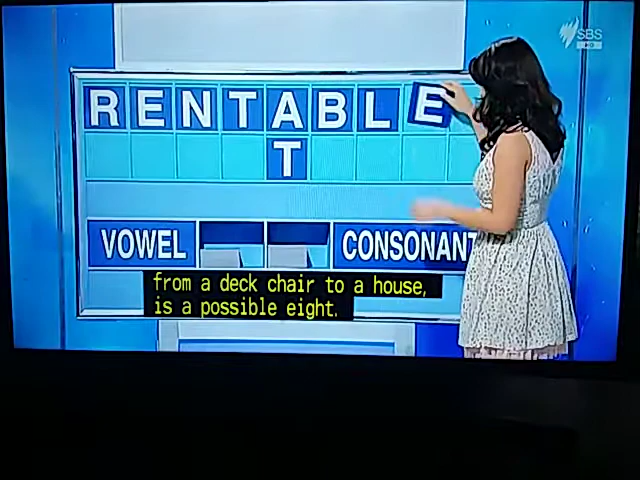 SBS
HD
RENTABLE
T
VOWEL
CONSONANT
from a deck chair to a house,
is a possible eight.